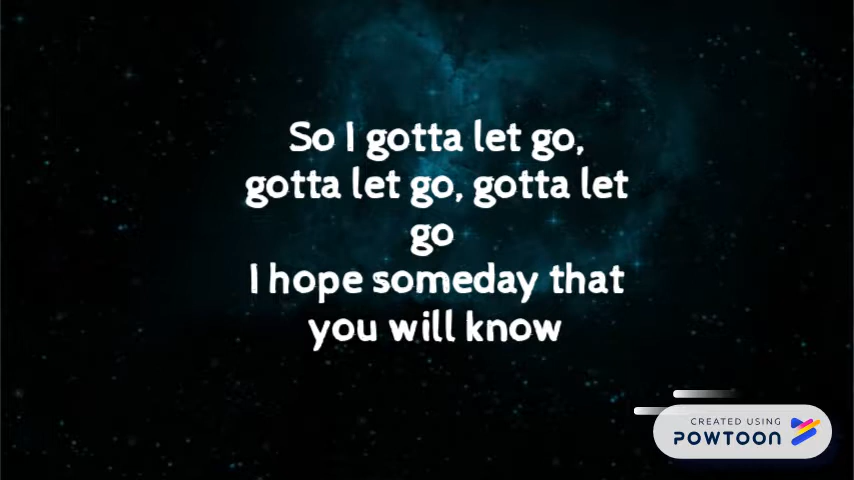 So I gotta let go,
gotta let go, gotta let
go
I hope someday that
you will know
CREATED USING
POWTOON